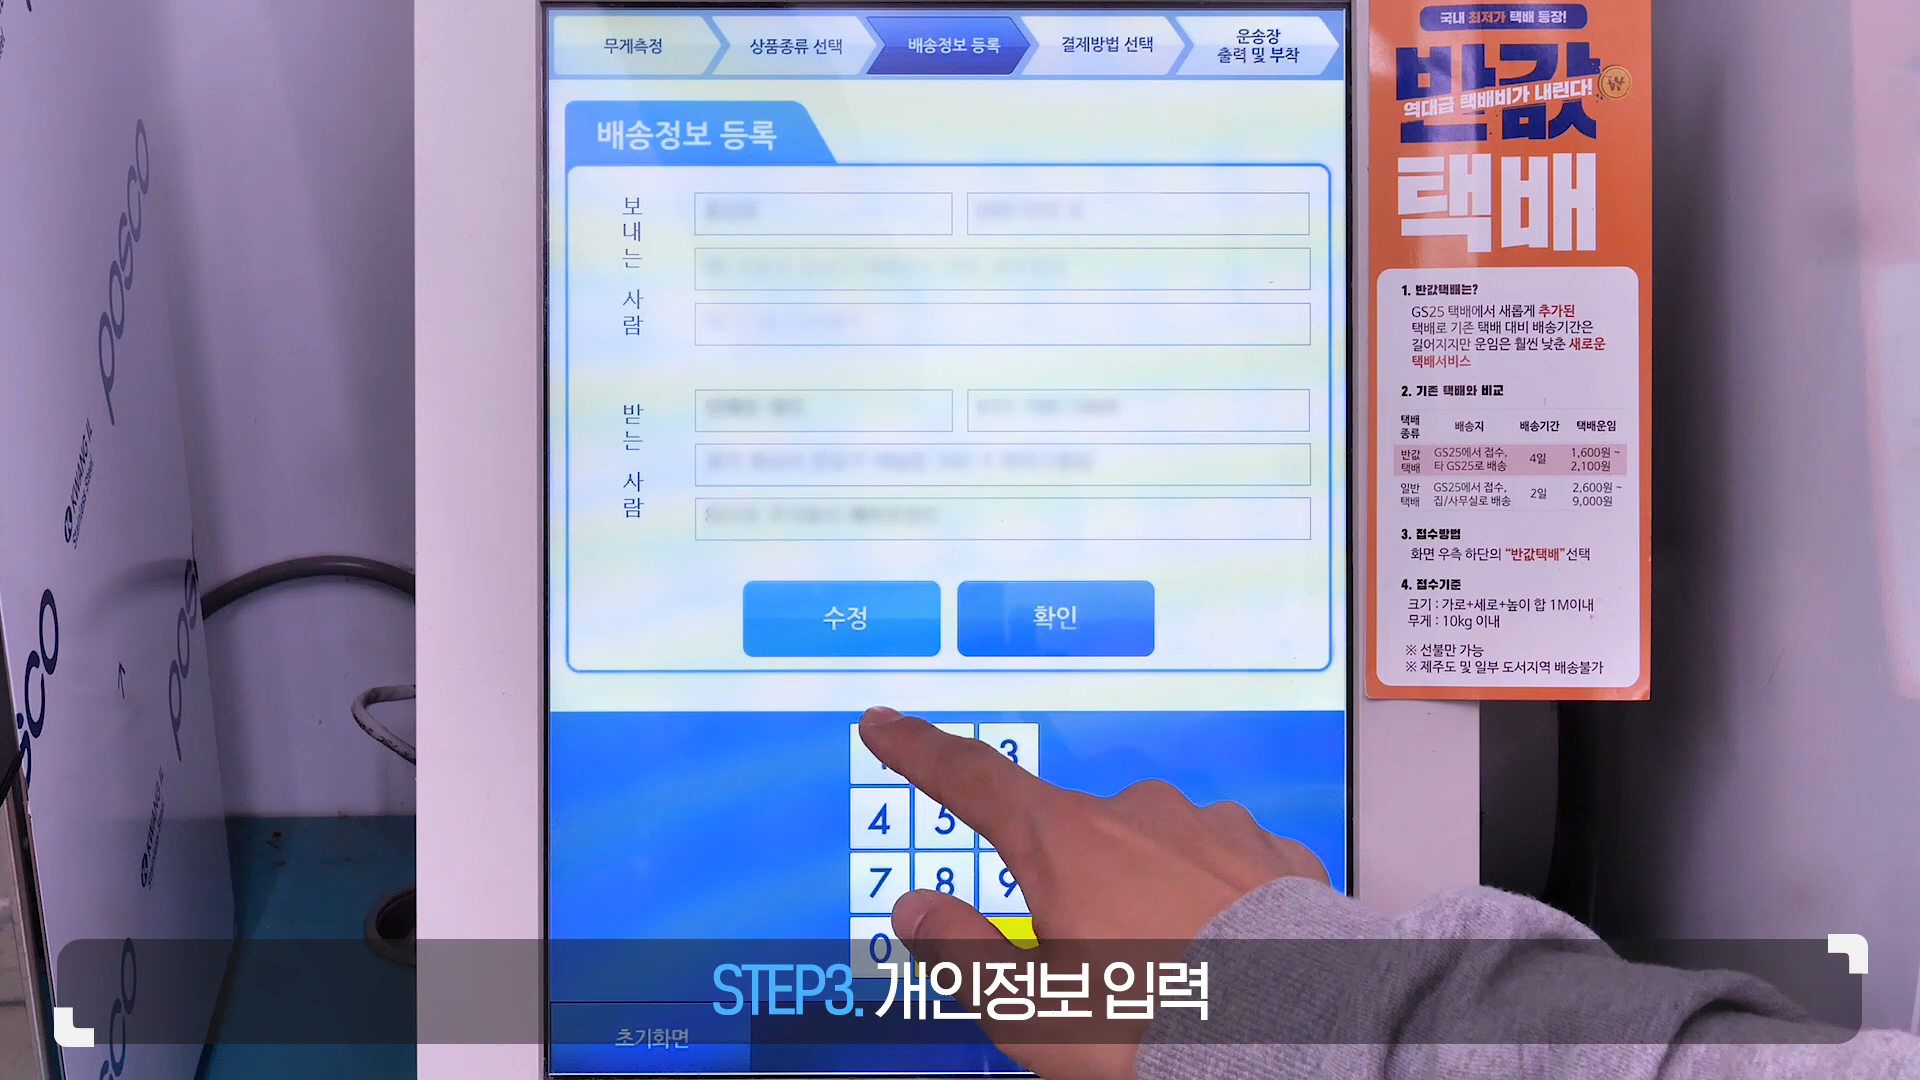 무게측정
상품종류 선택
배송정보 등록
결제방법 선택
운송장
출력 및 부착
배송정보 등록
보내는 사람
받는 사람
수정
확인
3
4
5
7
8
9
0
초기화면
STEP3. 개인정보 입력
국내 최저가 택배 등장!
반값
역대급 택배비가 내린다!
택배
1. 반값택배는?
GS25 택배에서 새롭게 추가된
택배로 기존 택배 대비 배송기간은
길어지지만 운임은 훨씬 낮춘 새로운
택배서비스
2. 기존 택배와 비교
택배종류 배송지 배송기간 택배운임
반값택배 GS25에서 접수, 타 GS25로 배송 4일 1,600원 ~ 2,100원
일반택배 GS25에서 접수, 집/사무실로 배송 2일 2,600원 ~ 9,000원
3. 접수방법
화면 우측 하단의 “반값택배”선택
4. 접수기준
크기 : 가로+세로+높이 합 1M이내
무게 : 10kg 이내
※ 선불만 가능
※ 제주도 및 일부 도서지역 배송불가
posco
KWANG IL
posco
posco
KWANG IL
posco